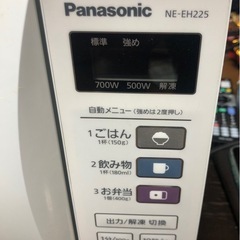 Panasonic NE-EH225
標準 強め
700W 500W 解凍
自動メニュー (強めは2度押し)
1 ごはん
1杯(150g)
2 飲み物
1杯(180ml)
3 お弁当
1個(400g)
出力/解凍 切換